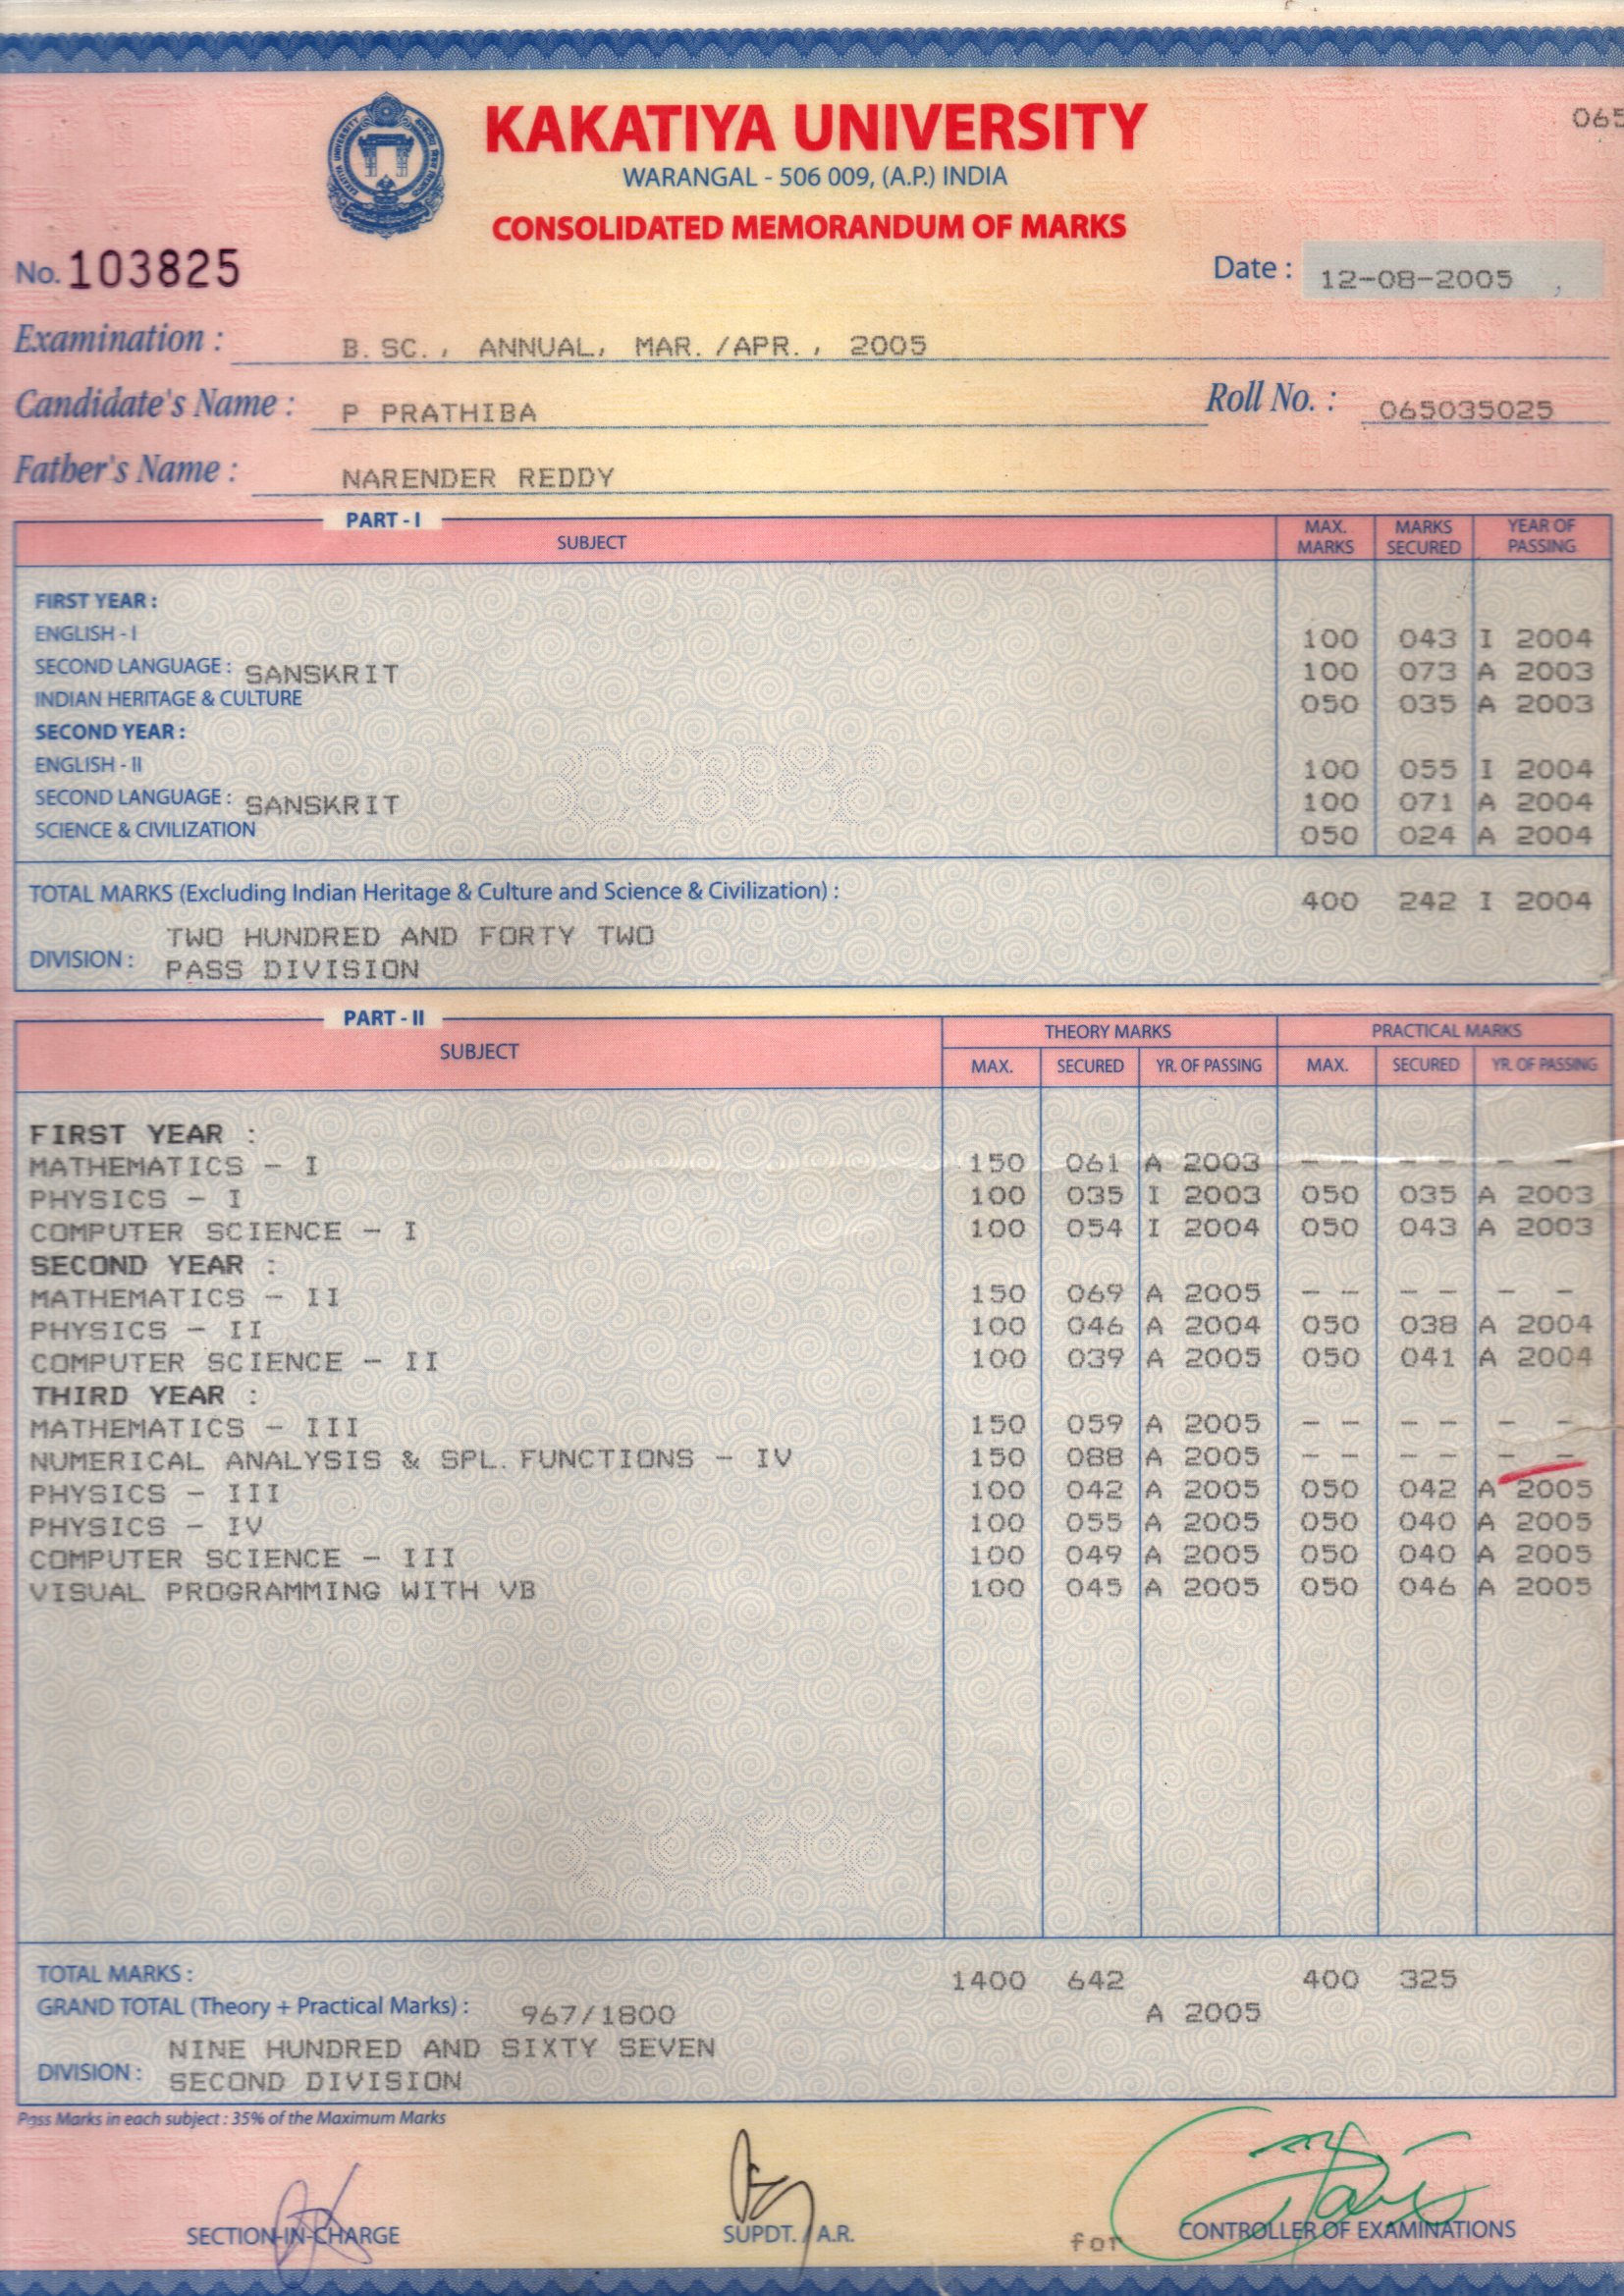 065
KAKATIYA UNIVERSITY
WARANGAL - 506 009, (A.P.) INDIA
CONSOLIDATED MEMORANDUM OF MARKS
No. 103825
Date : 12-08-2005
Examination : B.SC., ANNUAL, MAR./APR., 2005
Candidate's Name : P PRATHIBA Roll No. : 065035025
Father's Name : NARENDER REDDY
PART - I
SUBJECT MAX. MARKS MARKS SECURED YEAR OF PASSING
FIRST YEAR :
ENGLISH - I 100 043 I 2004
SECOND LANGUAGE : SANSKRIT 100 073 A 2003
INDIAN HERITAGE & CULTURE 050 035 A 2003
SECOND YEAR :
ENGLISH - II 100 055 I 2004
SECOND LANGUAGE : SANSKRIT 100 071 A 2004
SCIENCE & CIVILIZATION 050 024 A 2004
TOTAL MARKS (Excluding Indian Heritage & Culture and Science & Civilization) : 400 242 I 2004
TWO HUNDRED AND FORTY TWO
DIVISION : PASS DIVISION
PART - II
SUBJECT THEORY MARKS PRACTICAL MARKS
MAX. SECURED YR. OF PASSING MAX. SECURED YR. OF PASSING
FIRST YEAR :
MATHEMATICS - I 150 061 A 2003 - - - - - -
PHYSICS - I 100 035 I 2003 050 035 A 2003
COMPUTER SCIENCE - I 100 054 I 2004 050 043 A 2003
SECOND YEAR :
MATHEMATICS - II 150 069 A 2005 - - - - - -
PHYSICS - II 100 046 A 2004 050 038 A 2004
COMPUTER SCIENCE - II 100 039 A 2005 050 041 A 2004
THIRD YEAR :
MATHEMATICS - III 150 059 A 2005 - - - - - -
NUMERICAL ANALYSIS & SPL. FUNCTIONS - IV 150 088 A 2005 - - - - - -
PHYSICS - III 100 042 A 2005 050 042 A 2005
PHYSICS - IV 100 055 A 2005 050 040 A 2005
COMPUTER SCIENCE - III 100 049 A 2005 050 040 A 2005
VISUAL PROGRAMMING WITH VB 100 045 A 2005 050 046 A 2005
COPY
TOTAL MARKS : 1400 642 400 325
GRAND TOTAL (Theory + Practical Marks) : 967/1800 A 2005
NINE HUNDRED AND SIXTY SEVEN
DIVISION : SECOND DIVISION
Pass Marks in each subject : 35% of the Maximum Marks
SECTION-IN-CHARGE SUPDT. / A.R. for CONTROLLER OF EXAMINATIONS